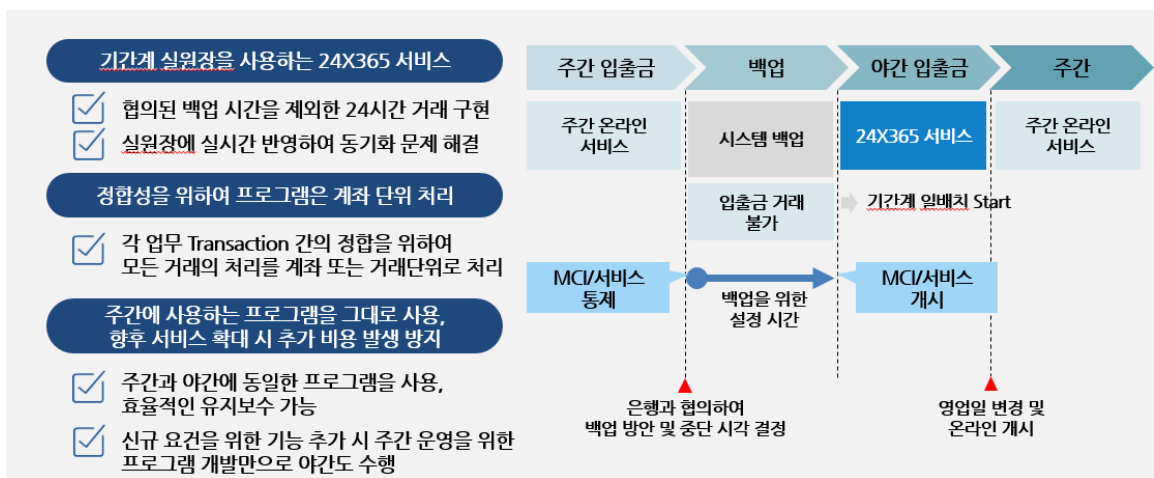 기간계 실원장을 사용하는 24X365 서비스
협의된 백업 시간을 제외한 24시간 거래 구현
실원장에 실시간 반영하여 동기화 문제 해결
정합성을 위하여 프로그램은 계좌 단위 처리
각 업무 Transaction 간의 정합을 위하여
모든 거래의 처리를 계좌 또는 거래단위로 처리
주간에 사용하는 프로그램을 그대로 사용,
향후 서비스 확대 시 추가 비용 발생 방지
주간과 야간에 동일한 프로그램을 사용,
효율적인 유지보수 가능
신규 요건을 위한 기능 추가 시 주간 운영을 위한
프로그램 개발만으로 야간도 수행
주간 입출금
백업
야간 입출금
주간
주간 온라인
서비스
시스템 백업
24X365 서비스
주간 온라인
서비스
입출금 거래
불가
기간계 일배치 Start
MCI/서비스
통제
백업을 위한
설정 시간
MCI/서비스
개시
은행과 협의하여
백업 방안 및 중단 시각 결정
영업일 변경 및
온라인 개시